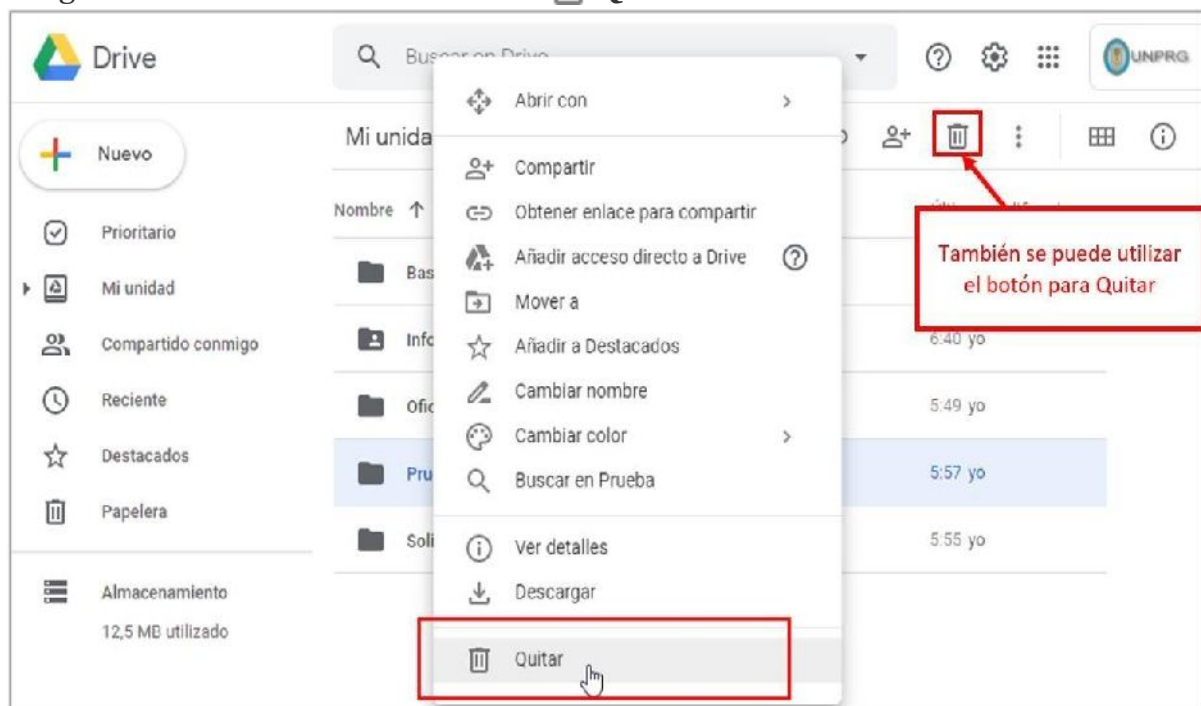 Drive
Buscar en Drive
UNPRG
Nuevo
Mi unida
Nombre
Prioritario
Mi unidad
Compartido conmigo
Reciente
Destacados
Papelera
Almacenamiento
12,5 MB utilizado
Bas
Info
Ofic
Pru
Soli
Abrir con
Compartir
Obtener enlace para compartir
Añadir acceso directo a Drive
Mover a
Añadir a Destacados
Cambiar nombre
Cambiar color
Buscar en Prueba
Ver detalles
Descargar
Quitar
También se puede utilizar
el botón para Quitar
6:40 yo
5:49 yo
5:57 yo
5:55 yo